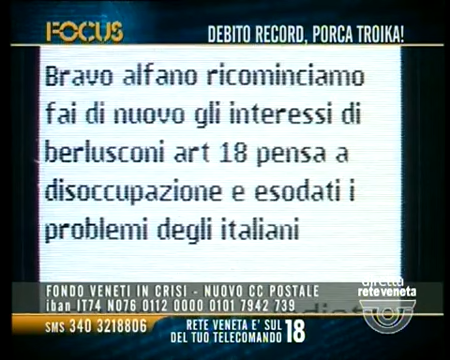 FOCUS
DEBITO RECORD, PORCA TROIKA!
Bravo alfano ricominciamo
fai di nuovo gli interessi di
berlusconi art 18 pensa a
disoccupazione e esodati i
problemi degli italiani
FONDO VENETI IN CRISI - NUOVO CC POSTALE
iban IT74 N076 0112 0000 0101 7942 739
diretta
reteveneta
SMS 340 3218806
RETE VENETA E' SUL
DEL TUO TELECOMANDO 18